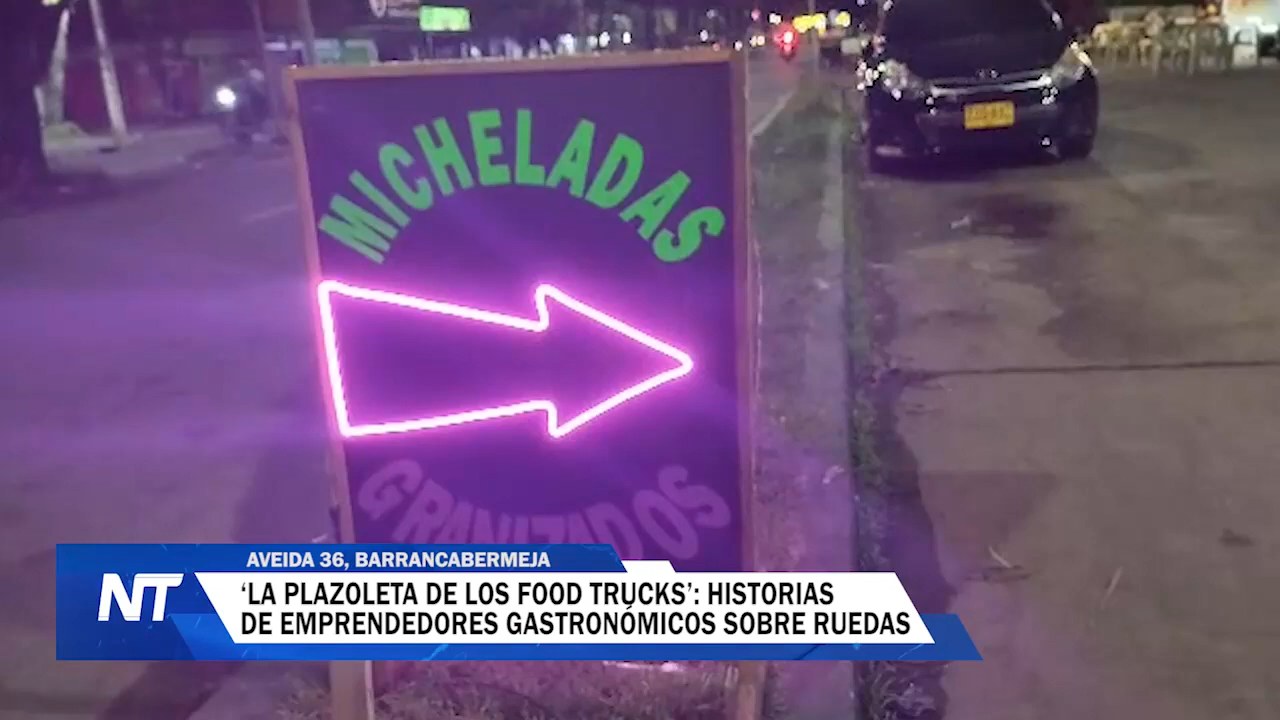 MICHELADAS
GRANIZADOS
AVEIDA 36, BARRANCABERMEJA
NT
‘LA PLAZOLETA DE LOS FOOD TRUCKS’: HISTORIAS
DE EMPRENDEDORES GASTRONÓMICOS SOBRE RUEDAS